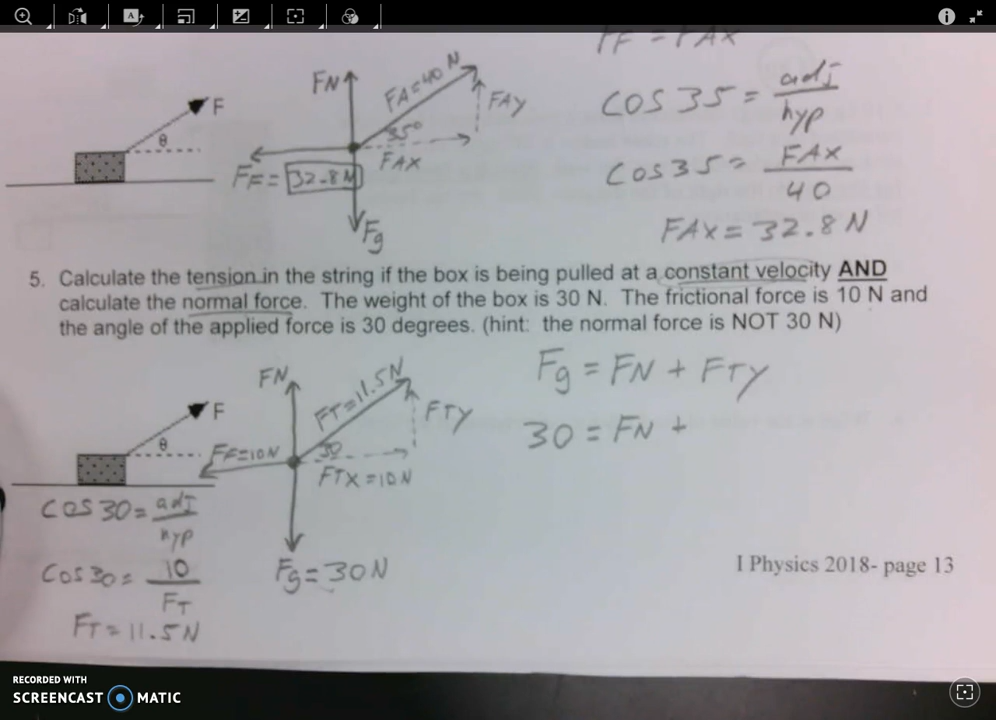 FF = FAX
FN
FA=40 N
FAY
F
θ
35°
FAX
FF= 32.8N
Fg
COS 35 = adj
hyp
COS 35 = FAX
40
FAX = 32.8 N
5. Calculate the tension in the string if the box is being pulled at a constant velocity AND
calculate the normal force. The weight of the box is 30 N. The frictional force is 10 N and
the angle of the applied force is 30 degrees. (hint: the normal force is NOT 30 N)
FN
FT=11.5N
FTY
F
θ
FF=10N
30
FTX=10N
Fg=30N
Fg = FN + FTY
30 = FN +
COS 30= adj
hyp
COS 30= 10
FT
FT=11.5N
I Physics 2018- page 13
RECORDED WITH
SCREENCAST MATIC